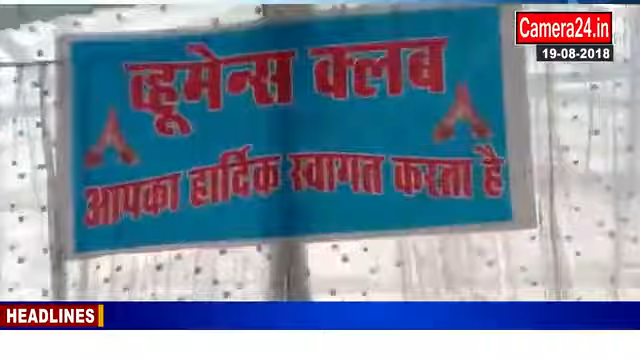 Camera24.in
19-08-2018
व्हूमेन्स क्लब
आपका हार्दिक स्वागत करता है
HEADLINES